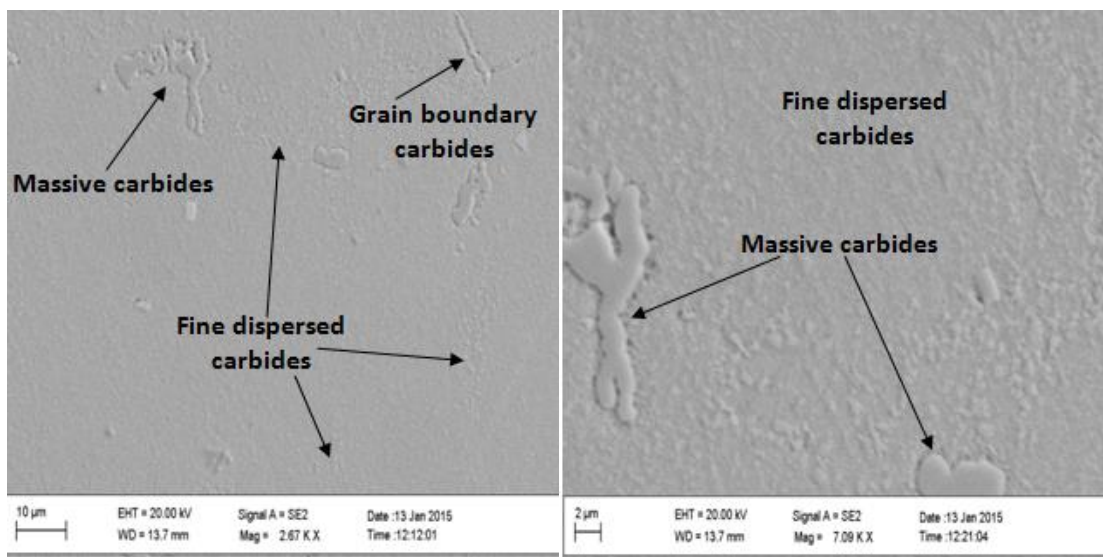 Massive carbides
Grain boundary
carbides
Fine dispersed
carbides
10 µm
EHT = 20.00 kV
WD = 13.7 mm
Signal A = SE2
Mag = 2.67 K X
Date :13 Jan 2015
Time :12:12:01
Fine dispersed
carbides
Massive carbides
2 µm
EHT = 20.00 kV
WD = 13.7 mm
Signal A = SE2
Mag = 7.09 K X
Date :13 Jan 2015
Time :12:21:04